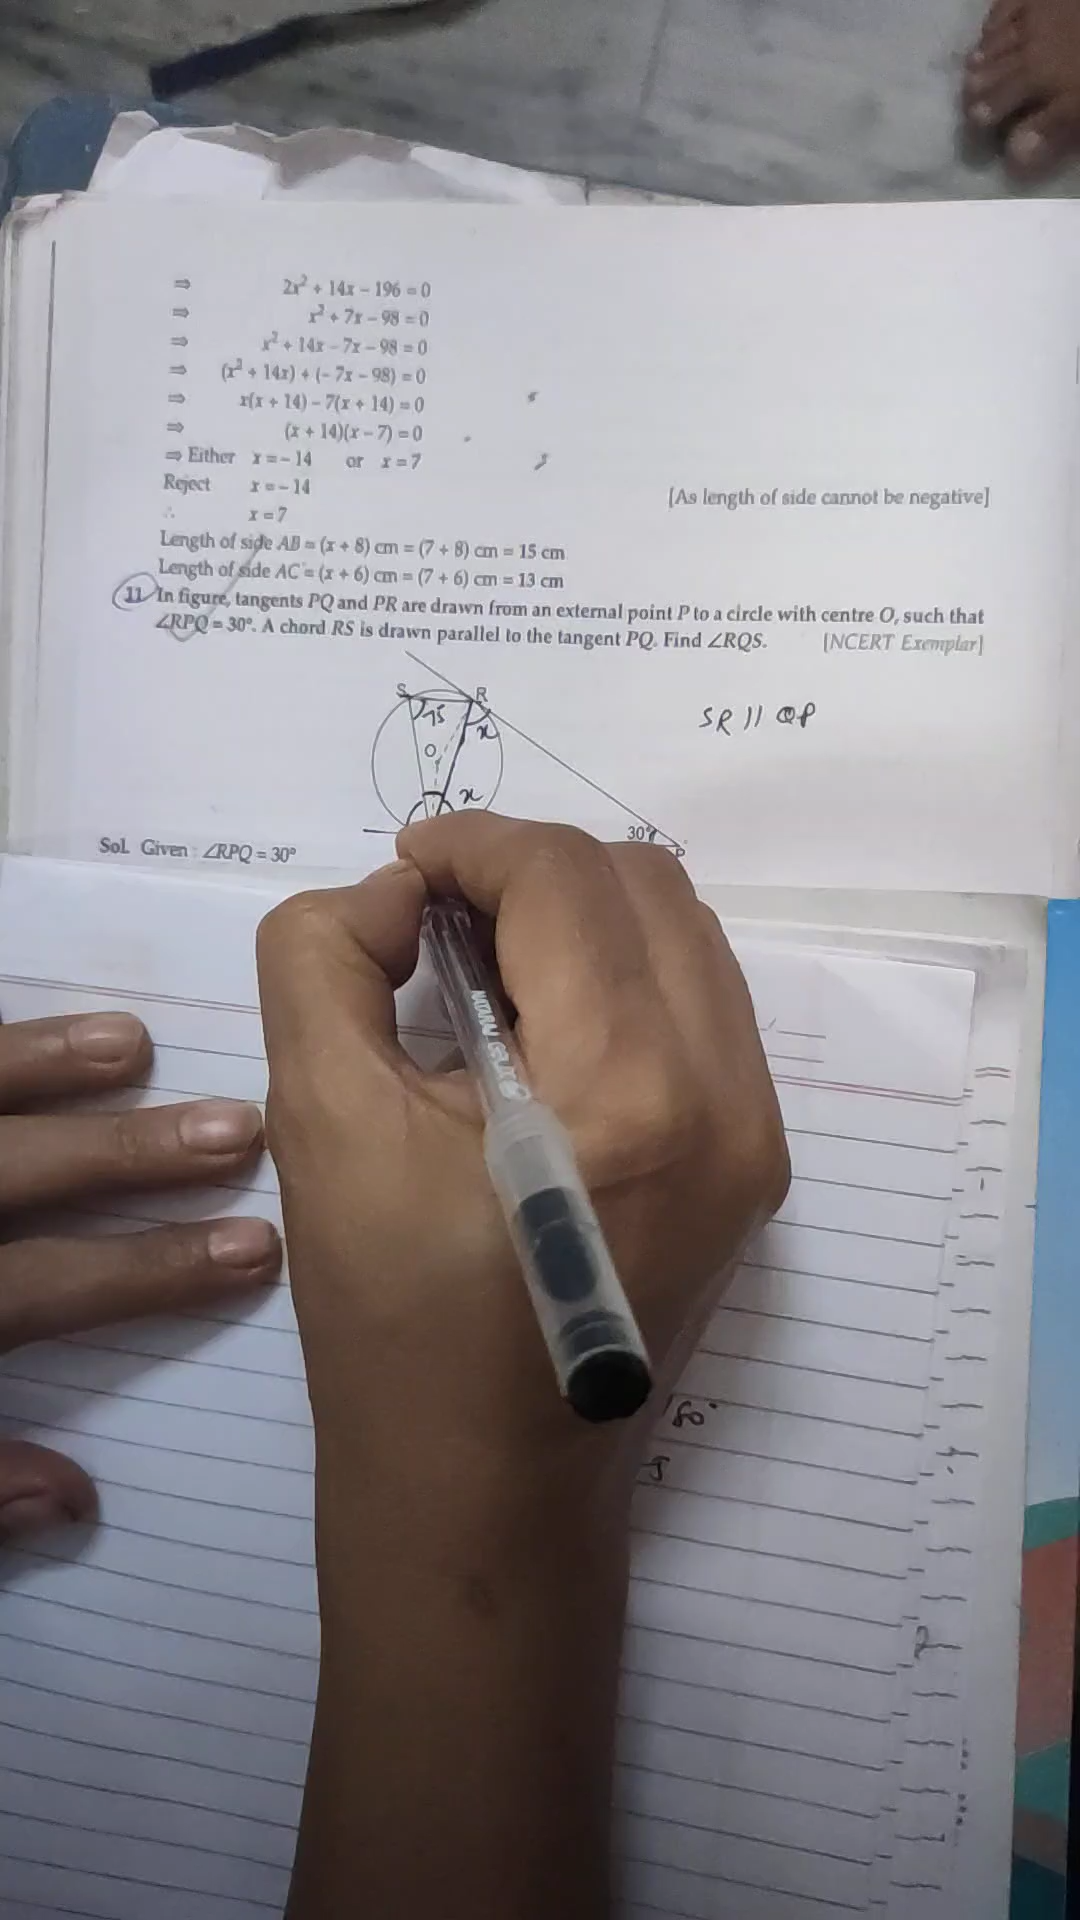 ⇒ 2x² + 14x – 196 = 0
⇒ x² + 7x – 98 = 0
⇒ x² + 14x – 7x – 98 = 0
⇒ (x² + 14x) + (– 7x – 98) = 0
⇒ x(x + 14) – 7(x + 14) = 0
⇒ (x + 14)(x – 7) = 0
⇒ Either x = – 14 or x = 7
Reject x = – 14 [As length of side cannot be negative]
∴ x = 7
Length of side AB = (x + 8) cm = (7 + 8) cm = 15 cm
Length of side AC = (x + 6) cm = (7 + 6) cm = 13 cm
11 In figure, tangents PQ and PR are drawn from an external point P to a circle with centre O, such that
∠RPQ = 30°. A chord RS is drawn parallel to the tangent PQ. Find ∠RQS. [NCERT Exemplar]
S R
75 x
SR || QP
O
x
30°
P
Sol. Given : ∠RPQ = 30°
180°
2